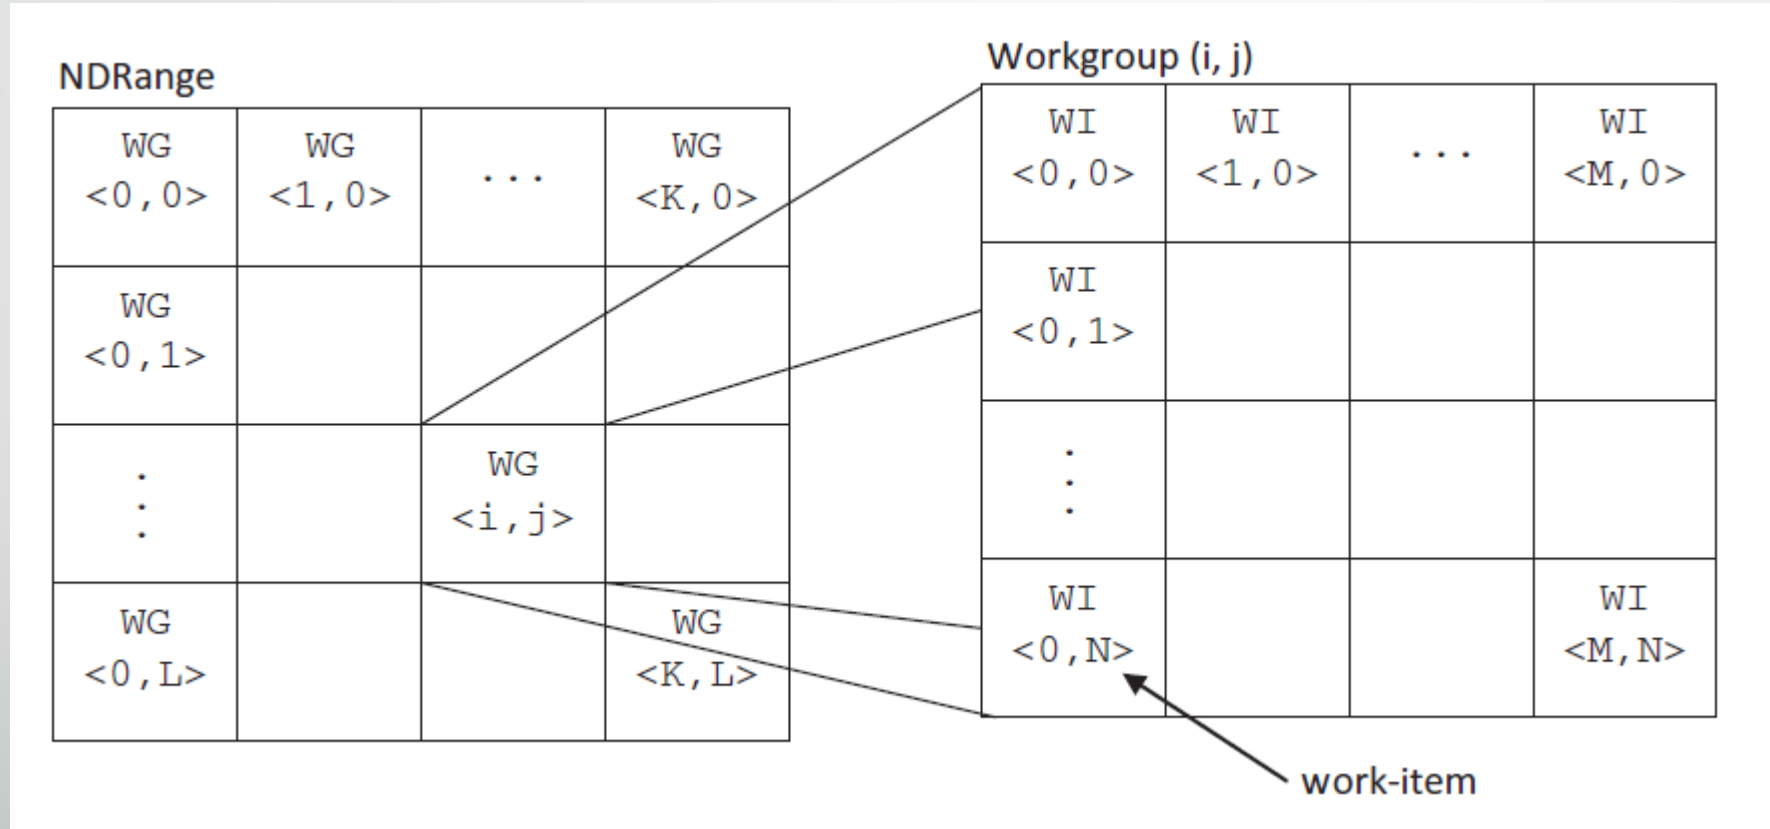 NDRange
WG
<0,0>
WG
<1,0>
...
WG
<K,0>
WG
<0,1>
.
.
.
WG
<i,j>
WG
<0,L>
WG
<K,L>
Workgroup (i, j)
WI
<0,0>
WI
<1,0>
...
WI
<M,0>
WI
<0,1>
.
.
.
WI
<0,N>
WI
<M,N>
work-item